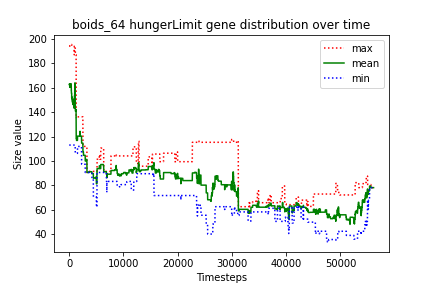 boids_64 hungerLimit gene distribution over time
max
mean
min
Size value
200
180
160
140
120
100
80
60
40
0
10000
20000
30000
40000
50000
Timesteps